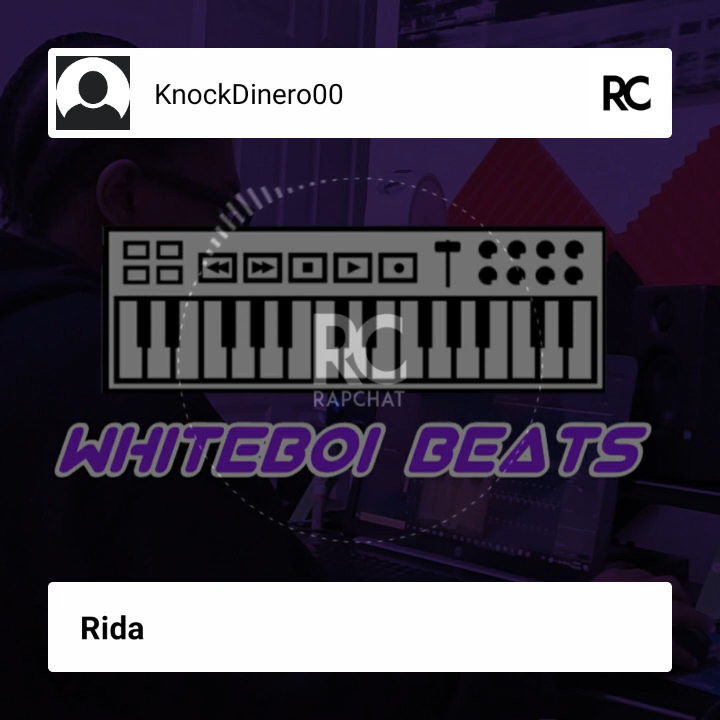 KnockDinero00
RC
RC
RAPCHAT
WHITEBOI BEATS
Rida